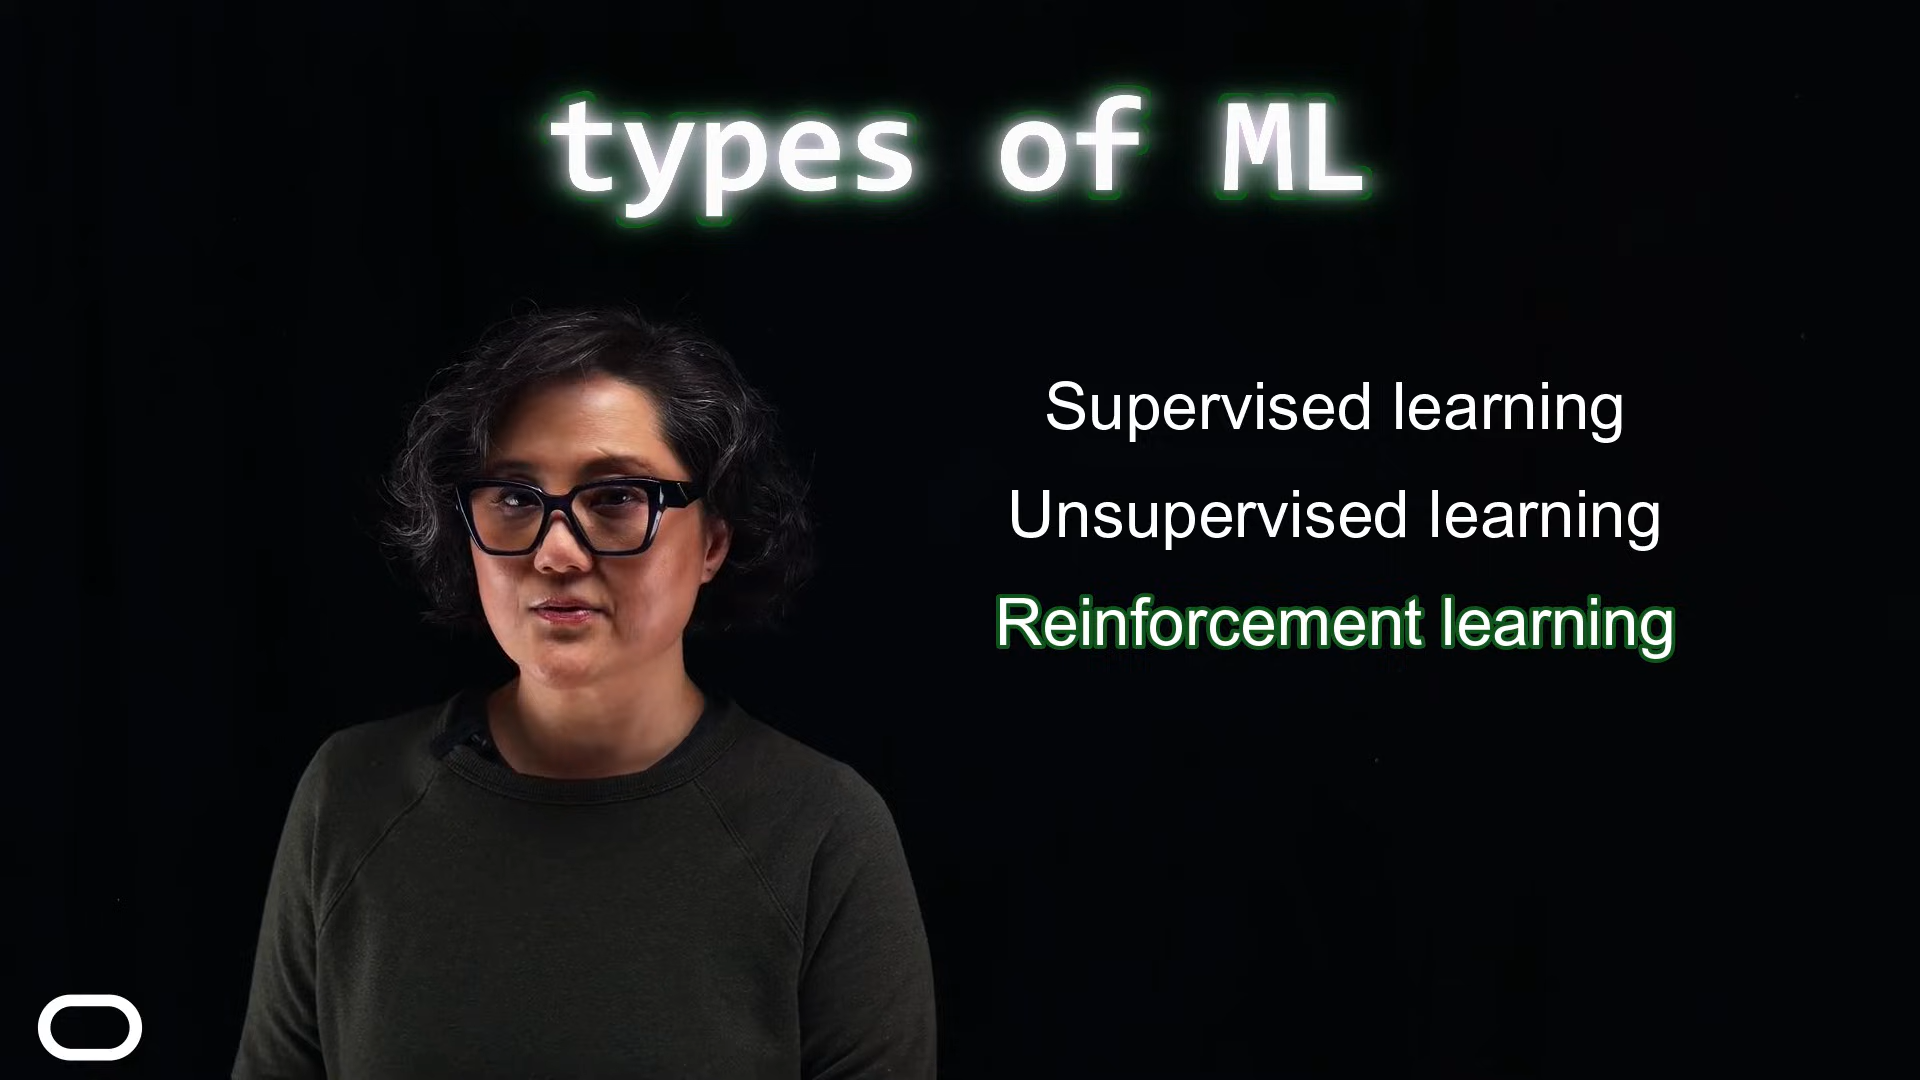 types of ML
Supervised learning
Unsupervised learning
Reinforcement learning